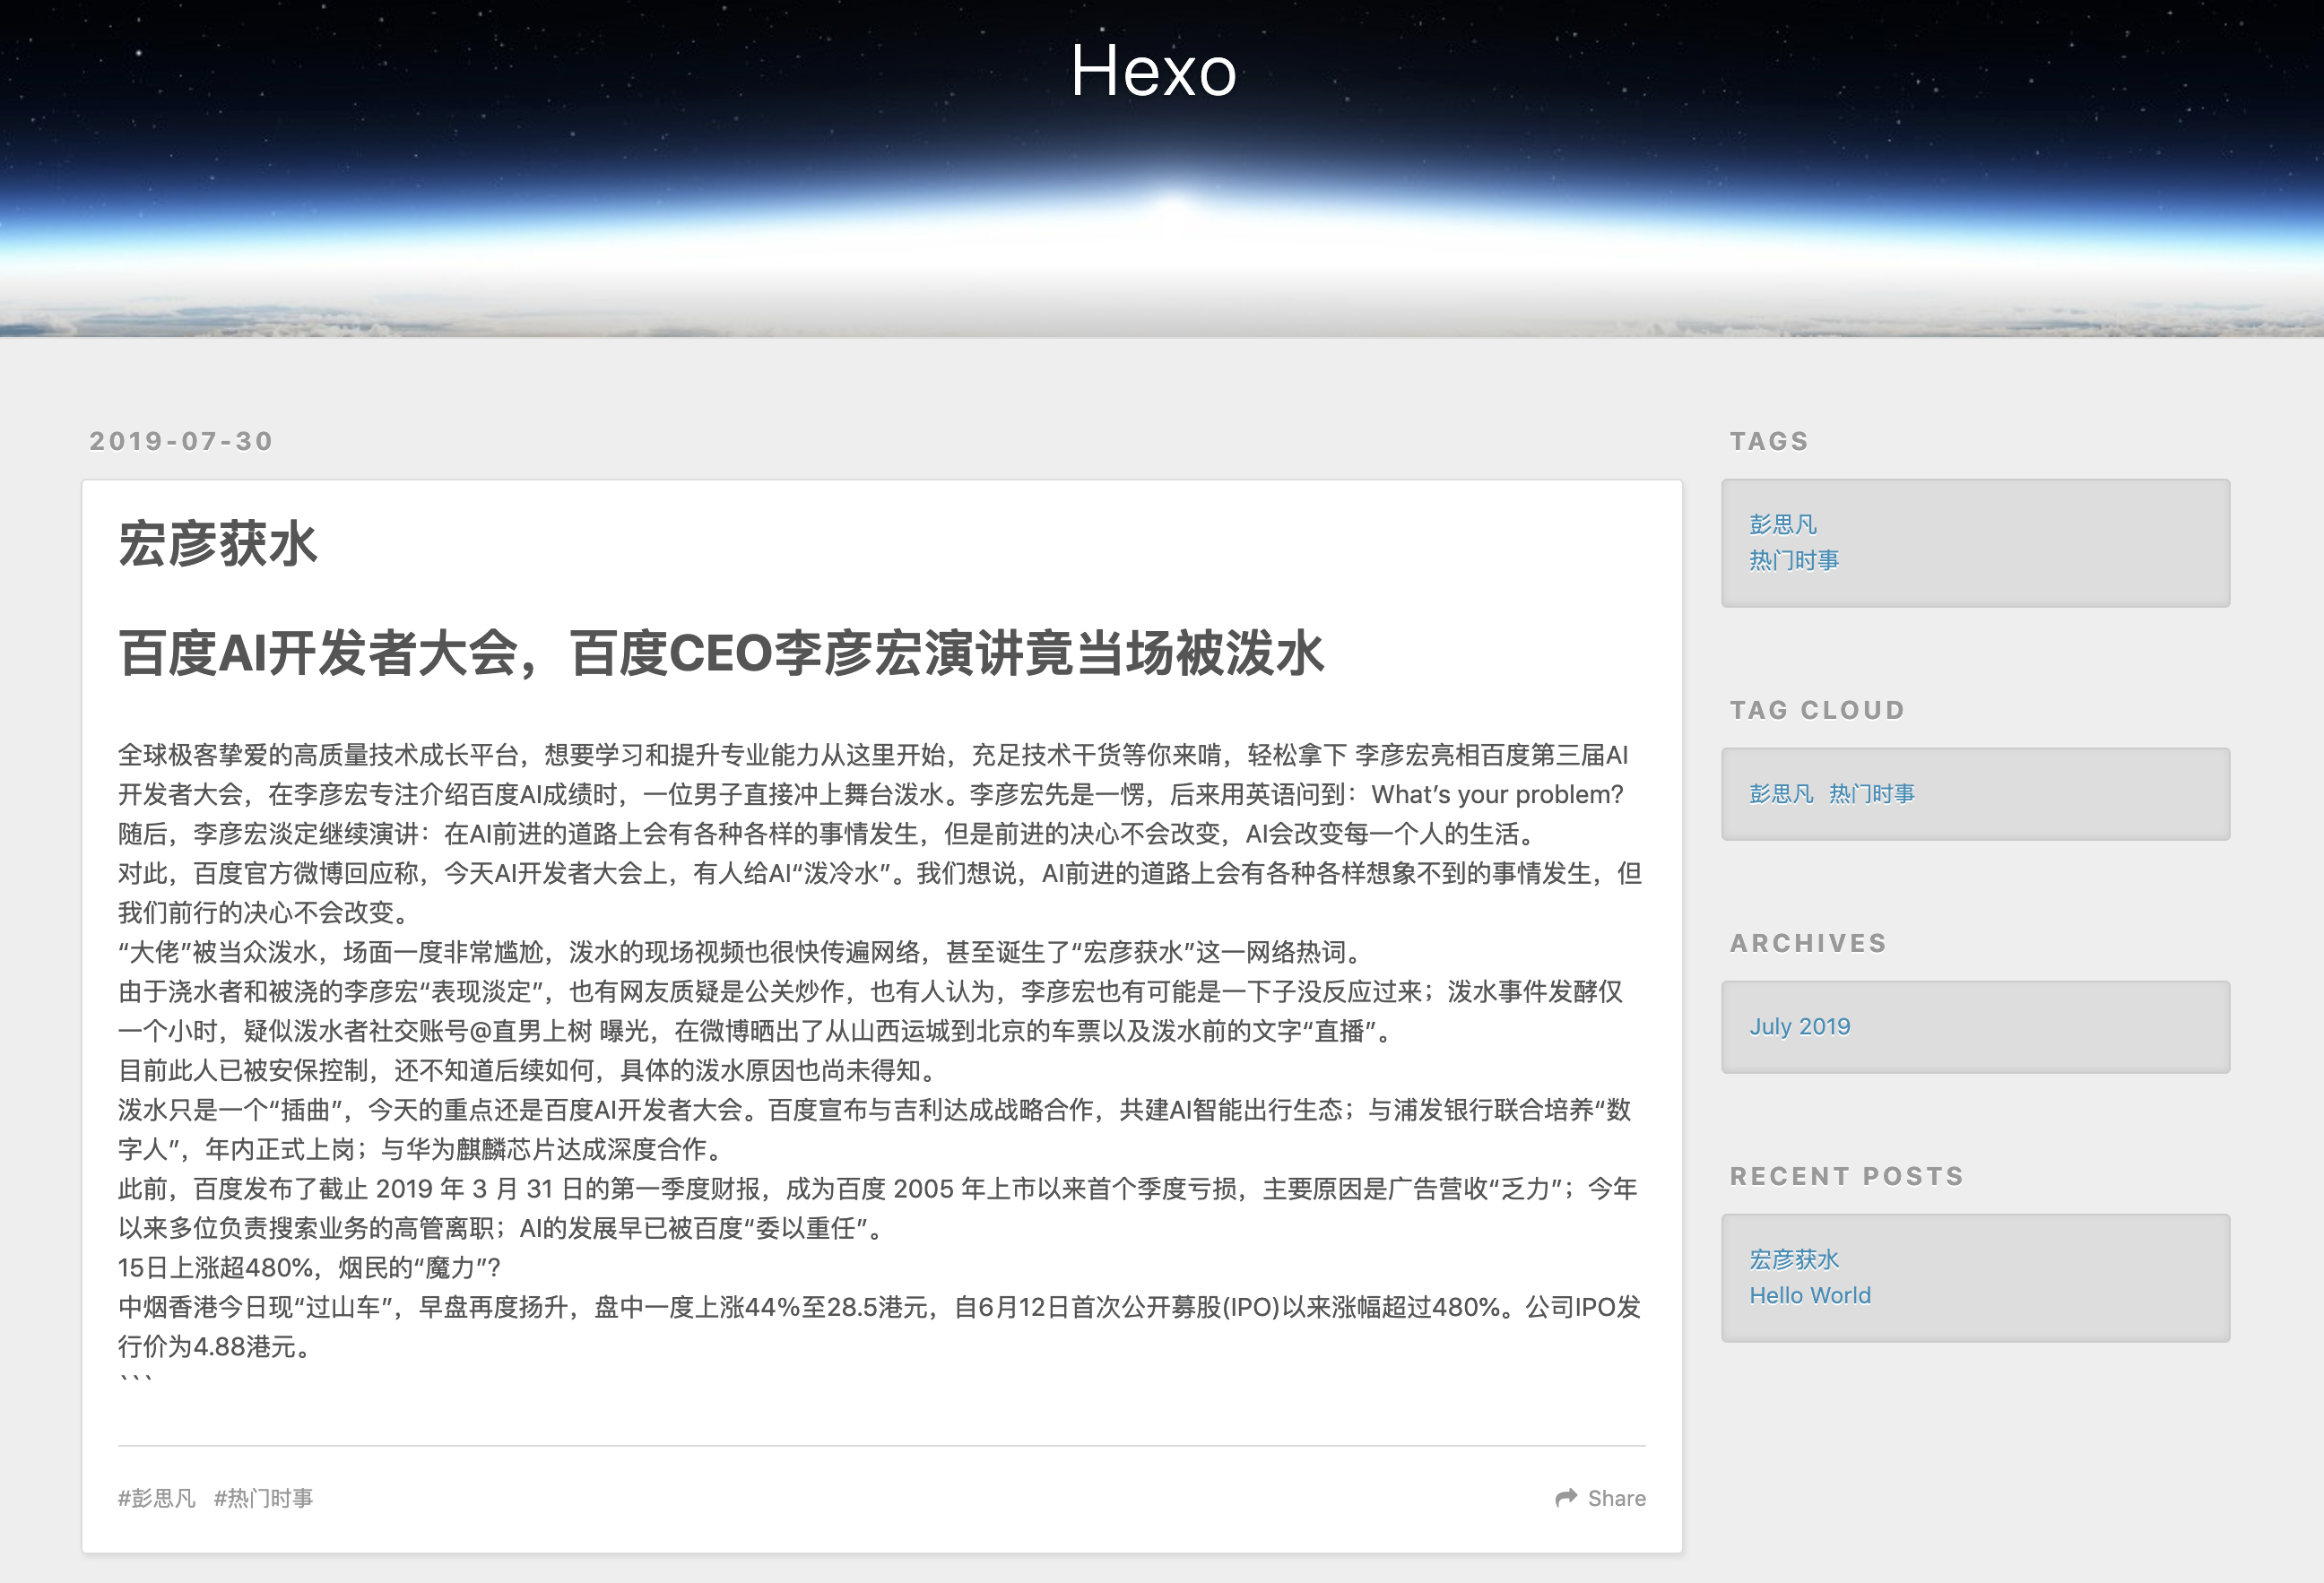 Hexo
2019-07-30
宏彦获水
百度AI开发者大会，百度CEO李彦宏演讲竟当场被泼水
全球极客挚爱的高质量技术成长平台，想要学习和提升专业能力从这里开始，充足技术干货等你来啃，轻松拿下 李彦宏亮相百度第三届AI
开发者大会，在李彦宏专注介绍百度AI成绩时，一位男子直接冲上舞台泼水。李彦宏先是一愣，后来用英语问到：What’s your problem?
随后，李彦宏淡定继续演讲：在AI前进的道路上会有各种各样的事情发生，但是前进的决心不会改变，AI会改变每一个人的生活。
对此，百度官方微博回应称，今天AI开发者大会上，有人给AI“泼冷水”。我们想说，AI前进的道路上会有各种各样想象不到的事情发生，但
我们前行的决心不会改变。
“大佬”被当众泼水，场面一度非常尴尬，泼水的现场视频也很快传遍网络，甚至诞生了“宏彦获水”这一网络热词。
由于浇水者和被浇的李彦宏“表现淡定”，也有网友质疑是公关炒作，也有人认为，李彦宏也有可能是一下子没反应过来；泼水事件发酵仅
一个小时，疑似泼水者社交账号@直男上树 曝光，在微博晒出了从山西运城到北京的车票以及泼水前的文字“直播”。
目前此人已被安保控制，还不知道后续如何，具体的泼水原因也尚未得知。
泼水只是一个“插曲”，今天的重点还是百度AI开发者大会。百度宣布与吉利达成战略合作，共建AI智能出行生态；与浦发银行联合培养“数
字人”，年内正式上岗；与华为麒麟芯片达成深度合作。
此前，百度发布了截止 2019 年 3 月 31 日的第一季度财报，成为百度 2005 年上市以来首个季度亏损，主要原因是广告营收“乏力”；今年
以来多位负责搜索业务的高管离职；AI的发展早已被百度“委以重任”。
15日上涨超480%，烟民的“魔力”?
中烟香港今日现“过山车”，早盘再度扬升，盘中一度上涨44％至28.5港元，自6月12日首次公开募股(IPO)以来涨幅超过480%。公司IPO发
行价为4.88港元。
```
#彭思凡 #热门时事
Share
TAGS
彭思凡
热门时事
TAG CLOUD
彭思凡 热门时事
ARCHIVES
July 2019
RECENT POSTS
宏彦获水
Hello World